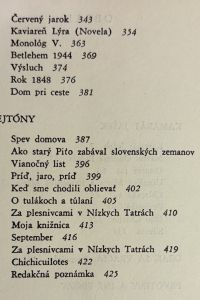 Červený jarok 343
Kaviareň Lýra (Novela) 354
Monológ V. 363
Betlehem 1944 369
Výsluch 374
Rok 1848 376
Dom pri ceste 381
EJTÓNY
Spev domova 387
Ako starý Piťo zabával slovenských zemanov
Vianočný list 396
Príď, jaro, príď 399
Keď sme chodili oblievať 402
O tulákoch a túlaní 405
Za plesnivcami v Nízkych Tatrách 410
Moja knižnica 413
September 416
Za plesnivcami v Nízkych Tatrách 419
Chichicuilotes 422
Redakčná poznámka 425